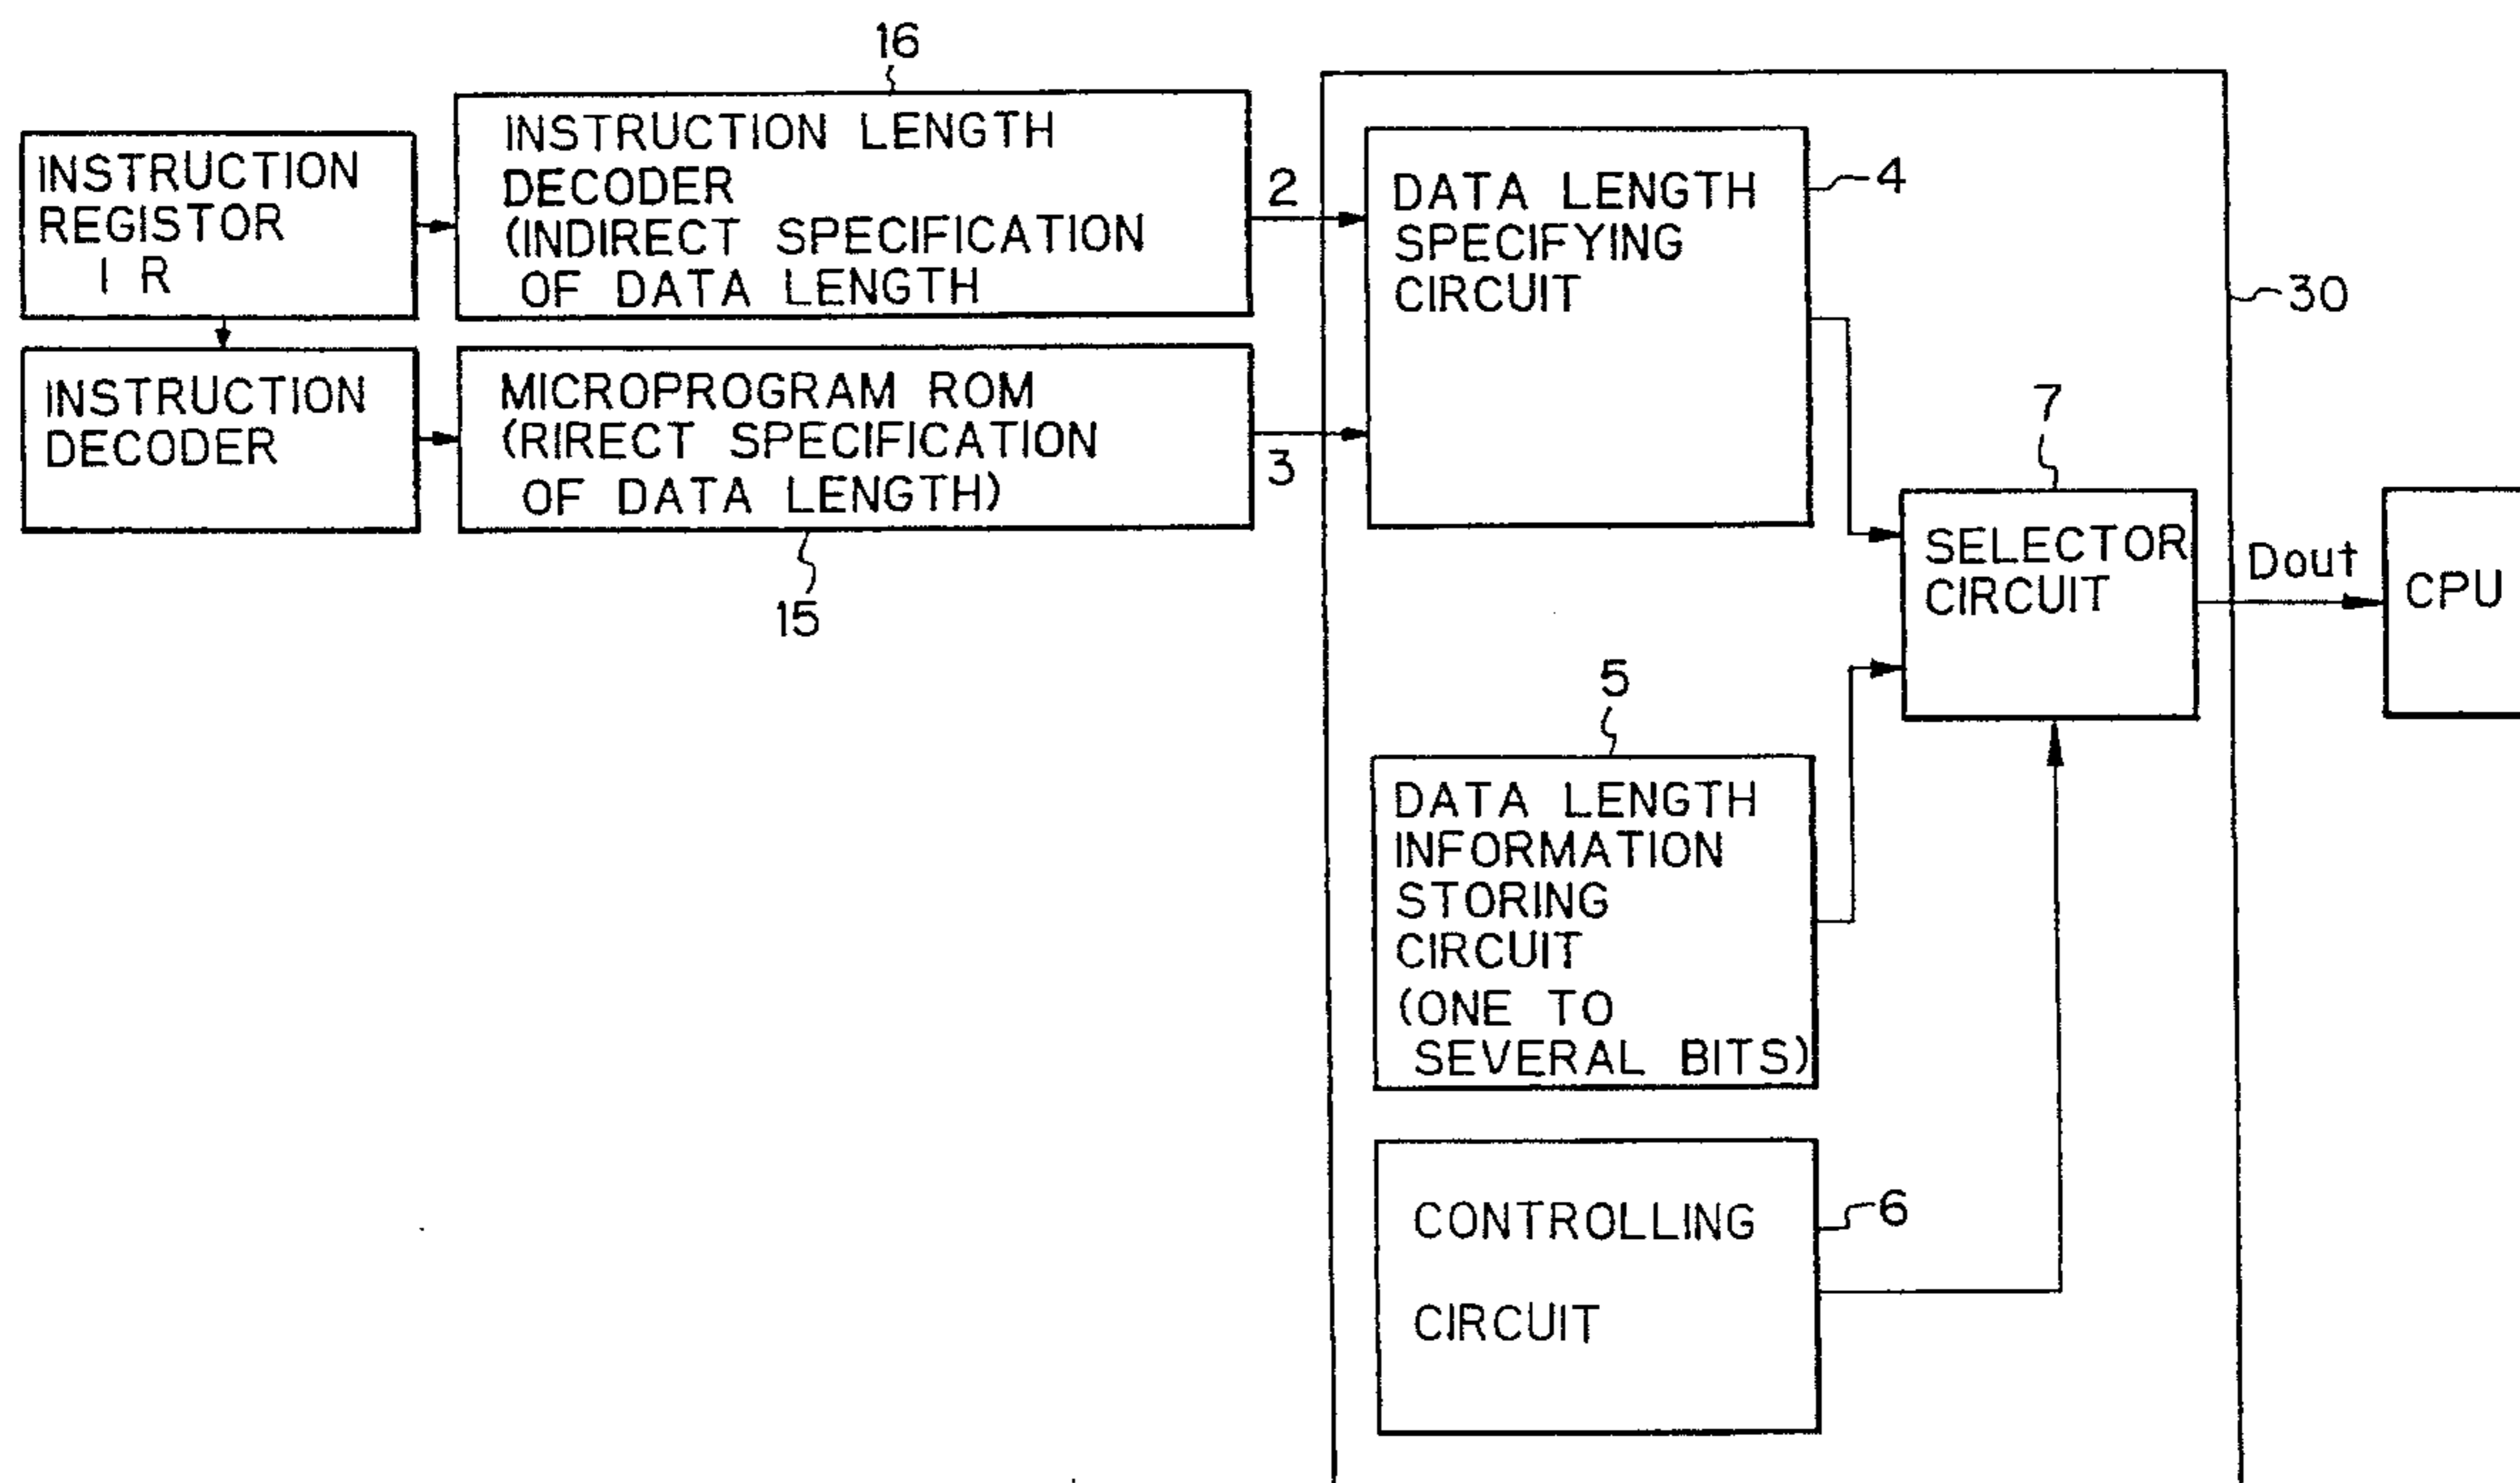 16
INSTRUCTION REGISTOR
I R
INSTRUCTION LENGTH
DECODER
(INDIRECT SPECIFICATION
OF DATA LENGTH
2
INSTRUCTION
DECODER
MICROPROGRAM ROM
(RIRECT SPECIFICATION
OF DATA LENGTH)
3
15
DATA LENGTH
SPECIFYING
CIRCUIT
4
30
7
SELECTOR
CIRCUIT
Dout
CPU
5
DATA LENGTH
INFORMATION
STORING
CIRCUIT
(ONE TO
SEVERAL BITS)
CONTROLLING
CIRCUIT
6